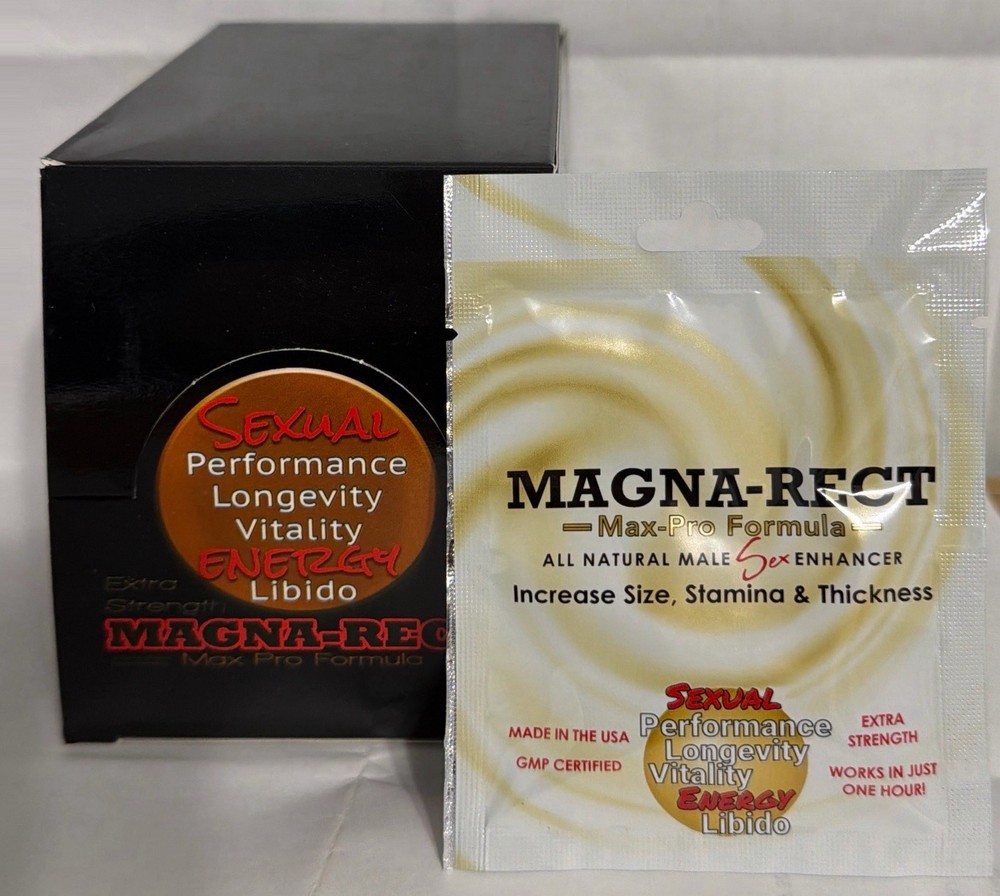 Sexual
Performance
Longevity
Vitality
ENERGY
Libido
Extra
Strength
MAGNA-REC
Max Pro Formula
MAGNA-RECT
Max-Pro Formula
ALL NATURAL MALE Sex ENHANCER
Increase Size, Stamina & Thickness
MADE IN THE USA
GMP CERTIFIED
Sexual
Performance
Longevity
Vitality
ENERGY
Libido
EXTRA
STRENGTH
WORKS IN JUST
ONE HOUR!